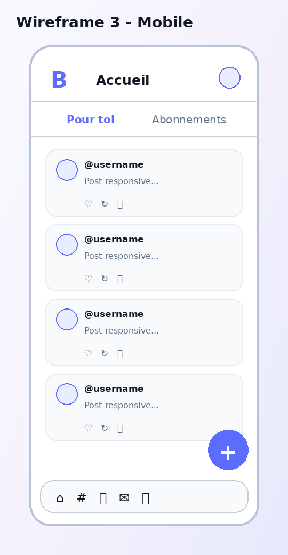 Wireframe 3 - Mobile
B Accueil
Pour toi Abonnements
@username
Post responsive...
@username
Post responsive...
@username
Post responsive...
@username
Post responsive...
+
#